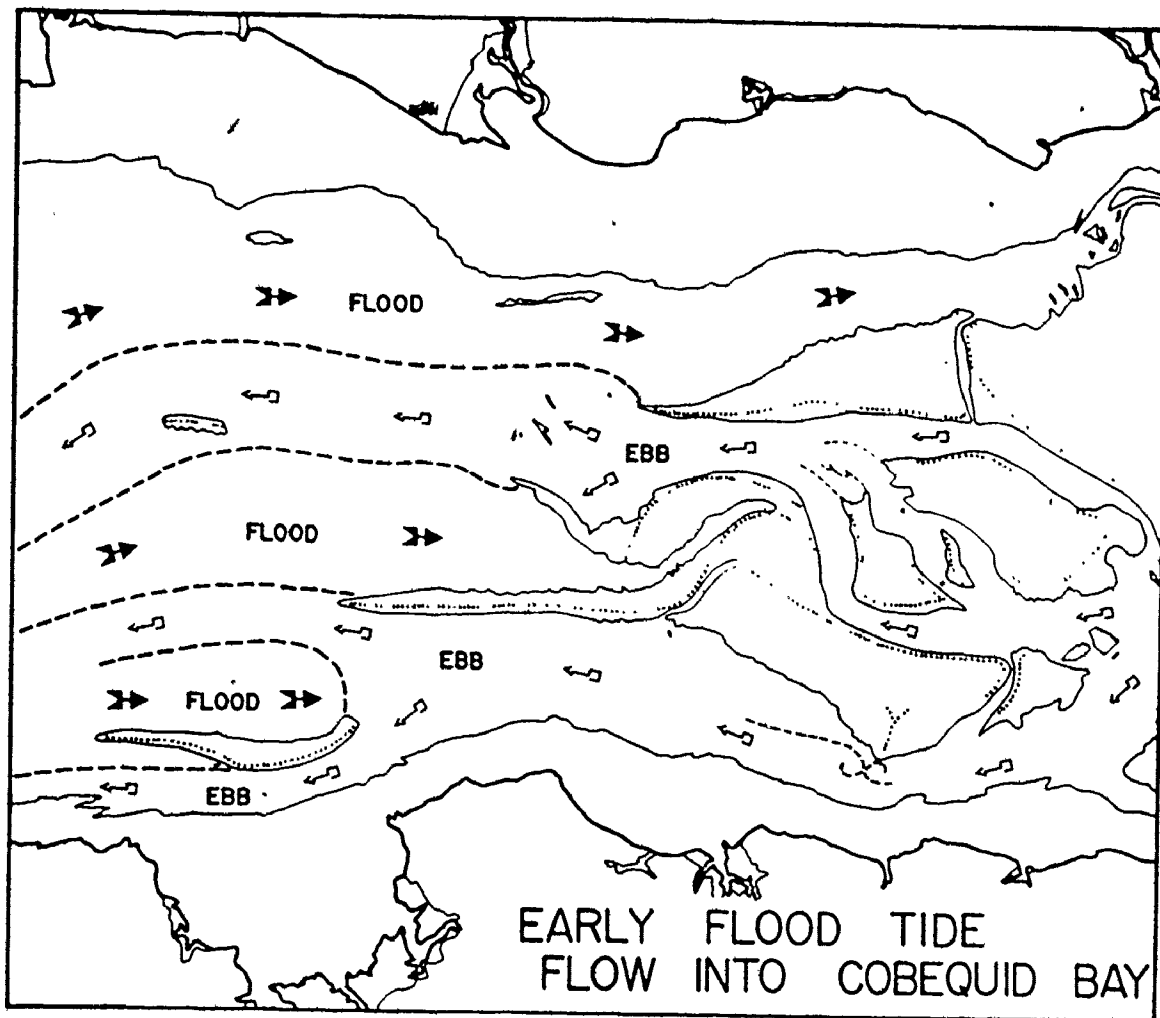 FLOOD
EBB
FLOOD
EBB
FLOOD
EBB
EARLY FLOOD TIDE
FLOW INTO COBEQUID BAY